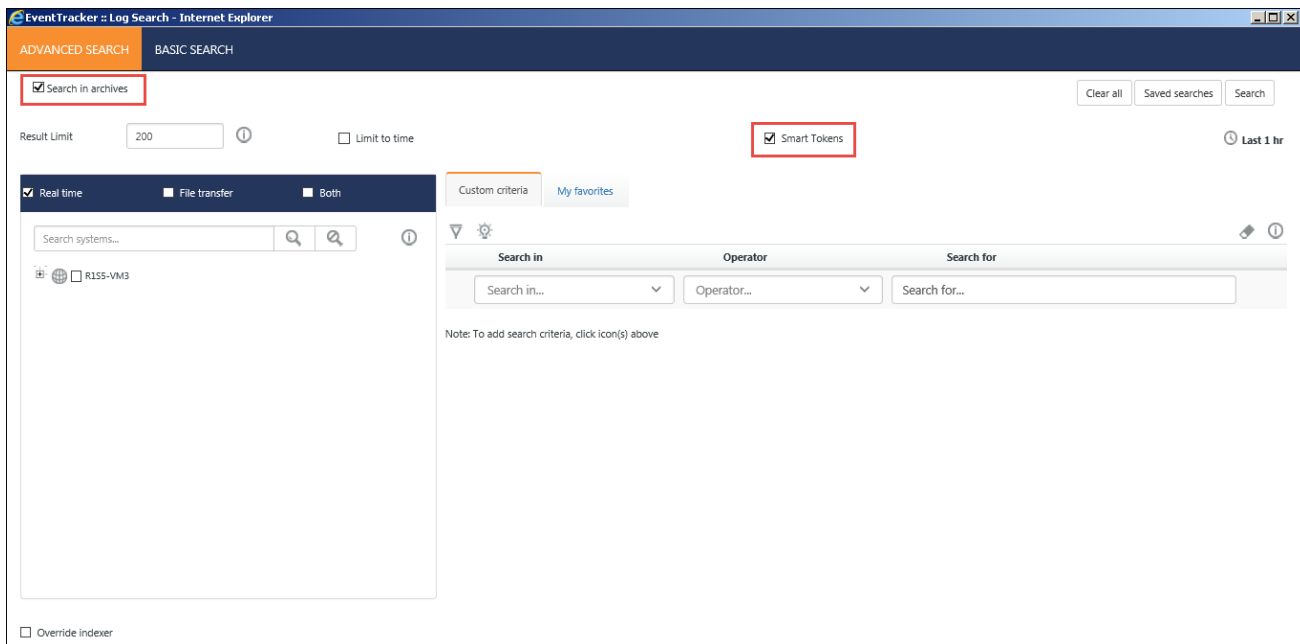 EventTracker :: Log Search - Internet Explorer
ADVANCED SEARCH BASIC SEARCH
Search in archives
Clear all Saved searches Search
Result Limit 200 Limit to time Smart Tokens Last 1 hr
Real time File transfer Both
Custom criteria My favorites
Search systems...
Search in Operator Search for
R1S5-VM3
Search in... Operator... Search for...
Note: To add search criteria, click icon(s) above
Override indexer